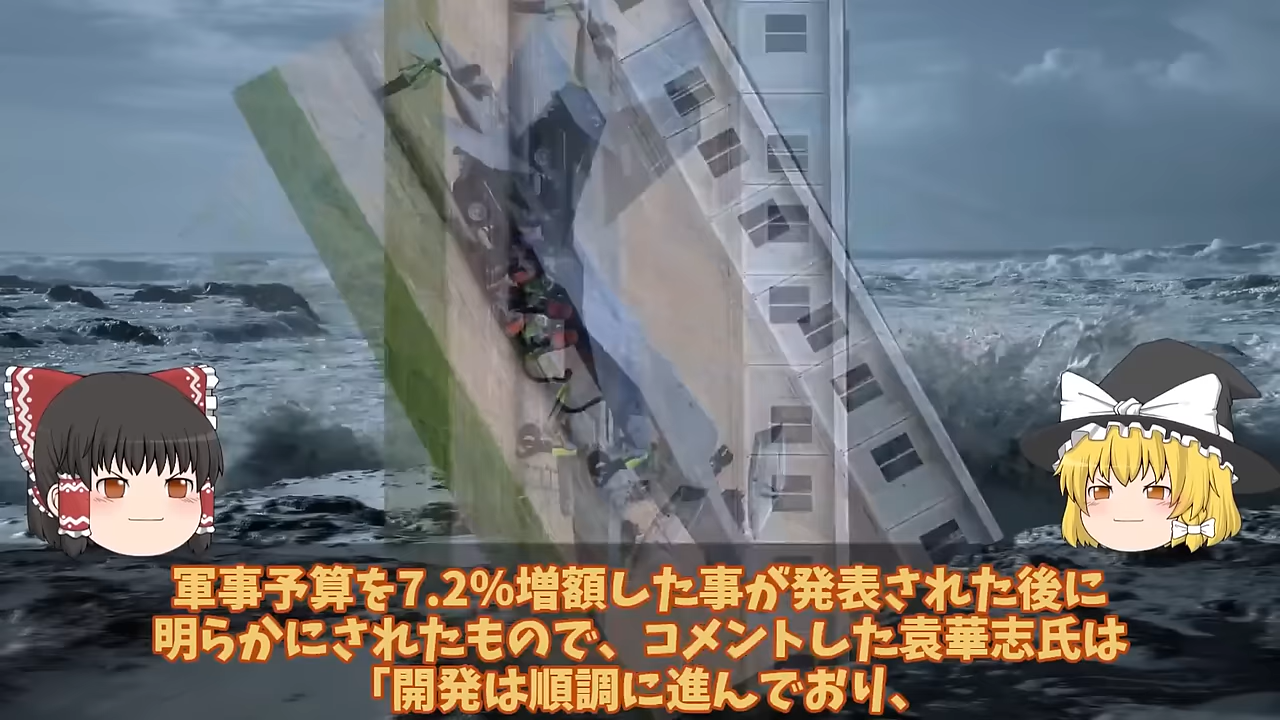 軍事予算を7.2%増額した事が発表された後に
明らかにされたもので、コメントした袁華志氏は
「開発は順調に進んでおり、